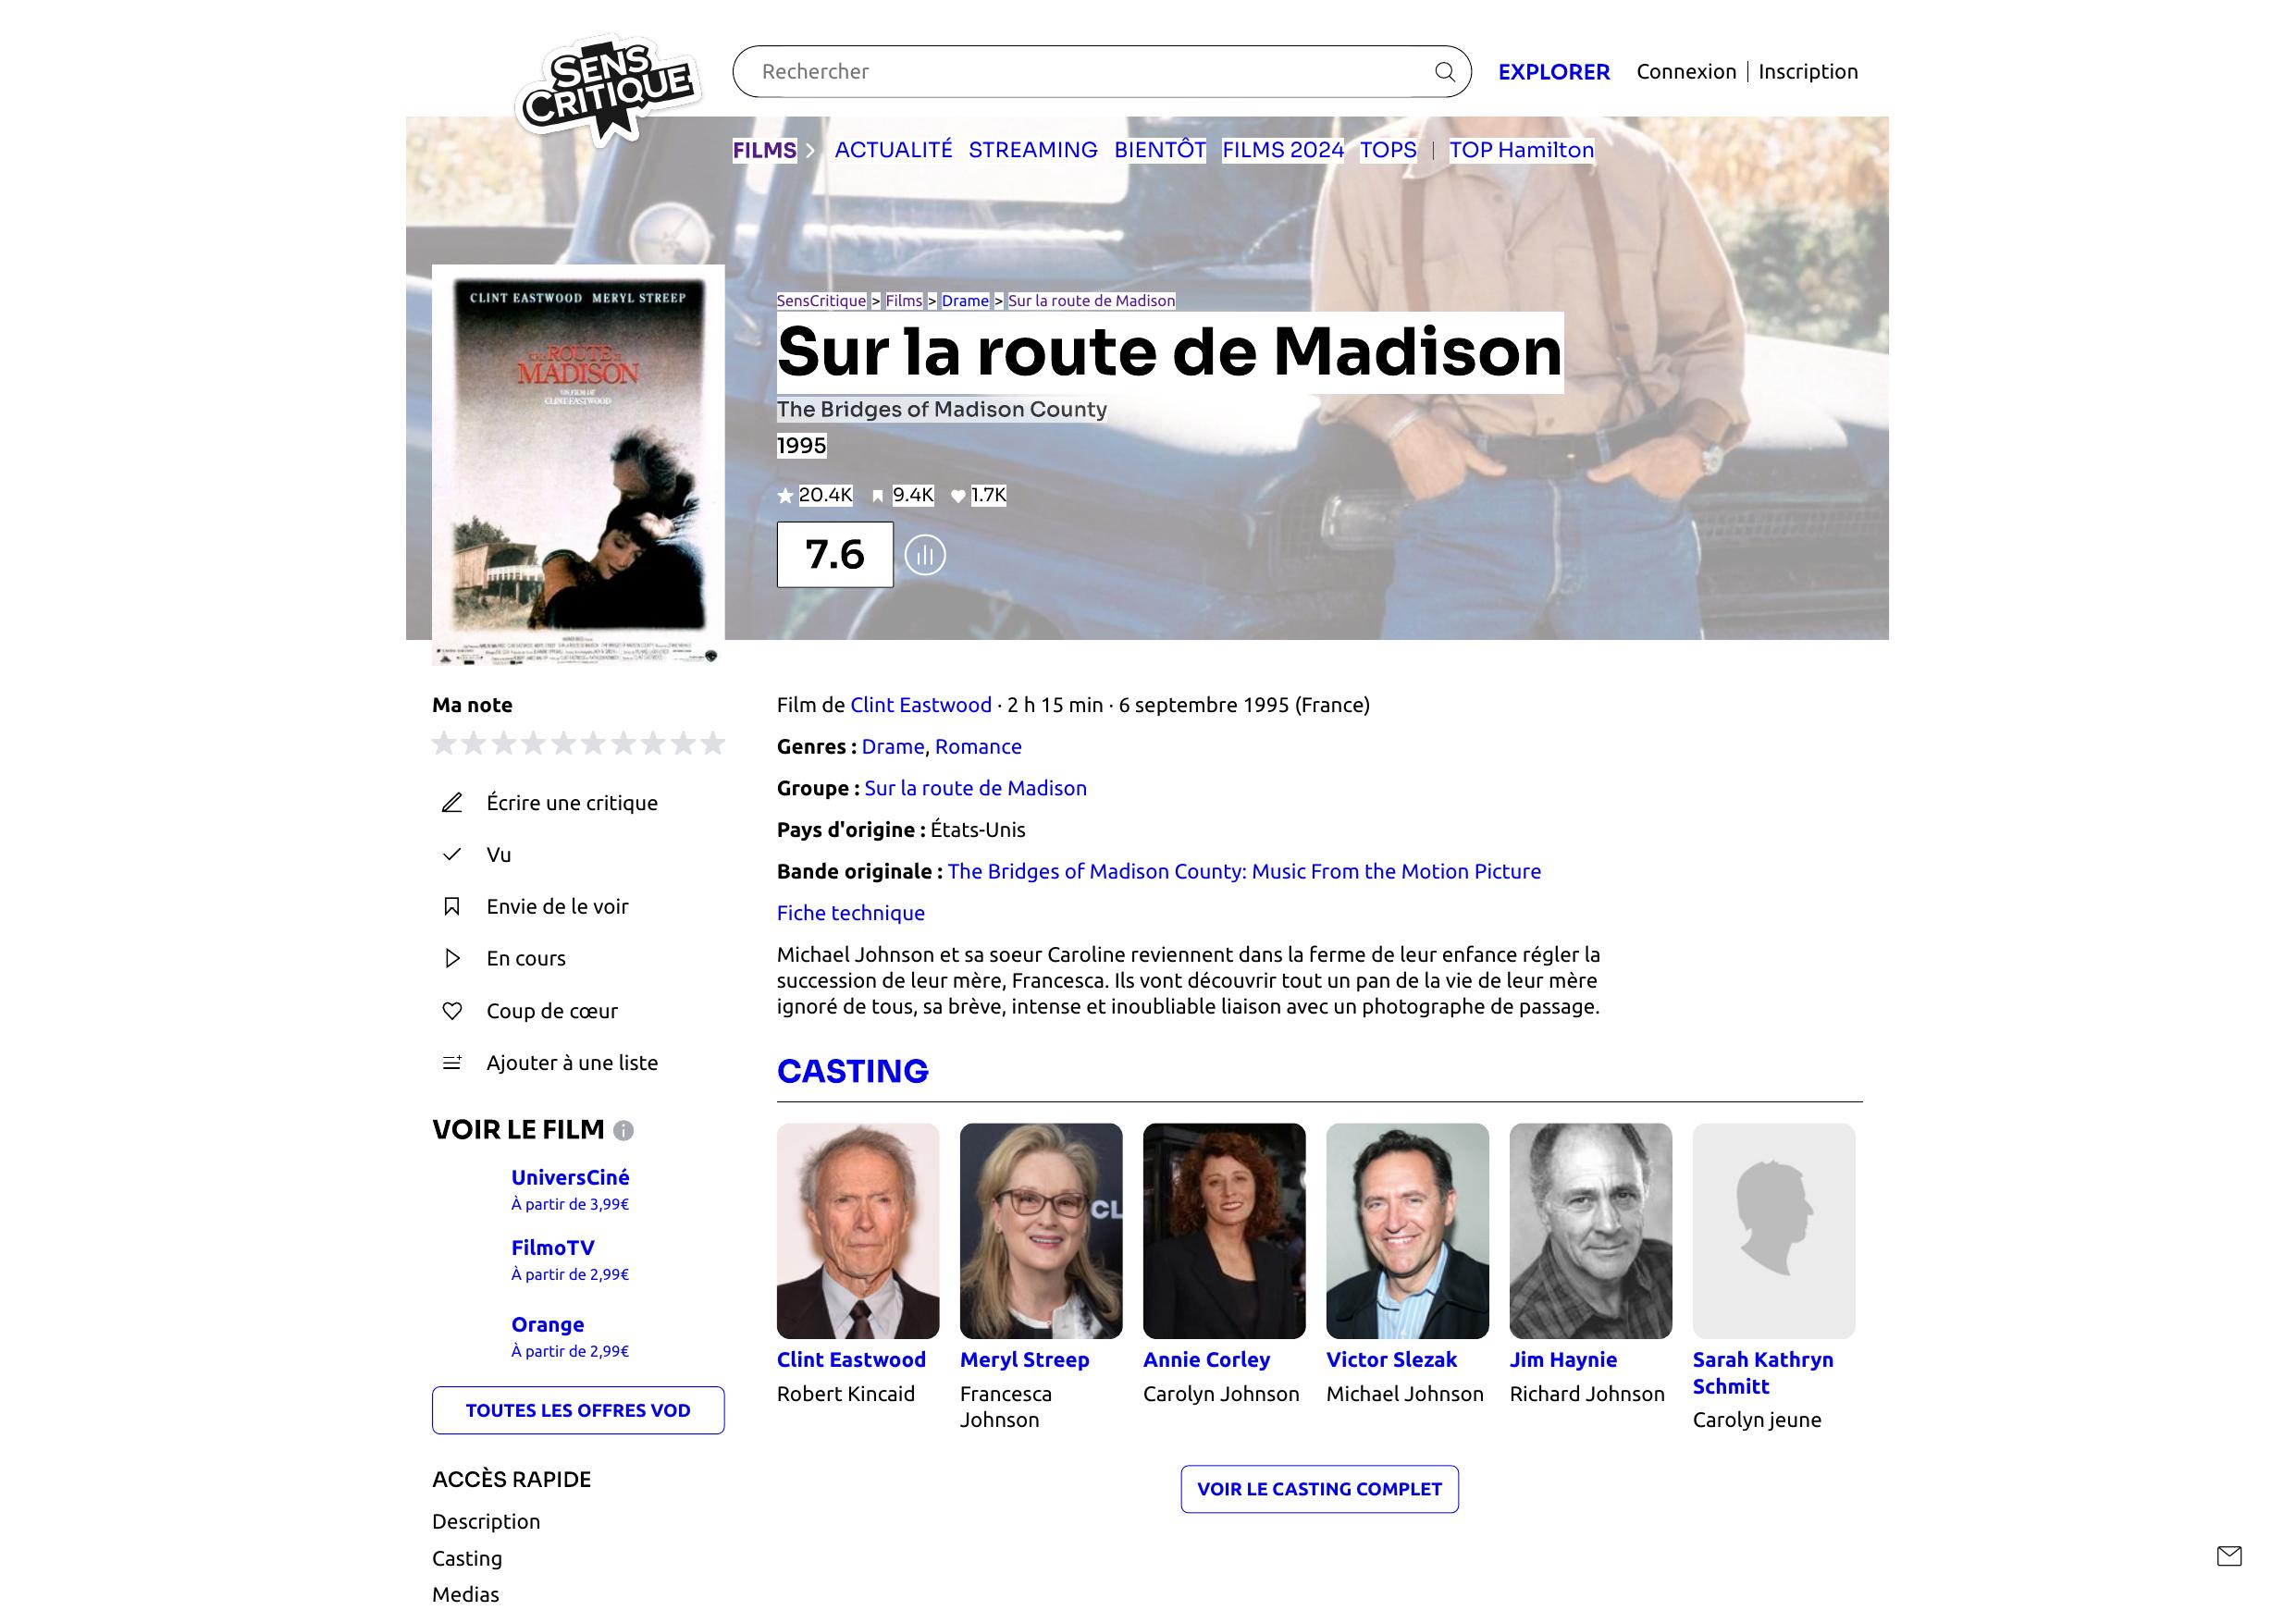 SENS
CRITIQUE
Rechercher
EXPLORER
Connexion | Inscription
FILMS
ACTUALITÉ STREAMING BIENTÔT FILMS 2024 TOPS | TOP Hamilton
CLINT EASTWOOD MERYL STREEP
MADISON
UN FILM DE
CLINT EASTWOOD
SensCritique > Films > Drame > Sur la route de Madison
Sur la route de Madison
The Bridges of Madison County
1995
20.4K 9.4K 1.7K
7.6
Ma note
Écrire une critique
Vu
Envie de le voir
En cours
Coup de cœur
Ajouter à une liste
VOIR LE FILM
UniversCiné
À partir de 3,99€
FilmoTV
À partir de 2,99€
Orange
À partir de 2,99€
TOUTES LES OFFRES VOD
ACCÈS RAPIDE
Description
Casting
Medias
Film de Clint Eastwood · 2 h 15 min · 6 septembre 1995 (France)
Genres : Drame, Romance
Groupe : Sur la route de Madison
Pays d'origine : États-Unis
Bande originale : The Bridges of Madison County: Music From the Motion Picture
Fiche technique
Michael Johnson et sa soeur Caroline reviennent dans la ferme de leur enfance régler la
succession de leur mère, Francesca. Ils vont découvrir tout un pan de la vie de leur mère
ignoré de tous, sa brève, intense et inoubliable liaison avec un photographe de passage.
CASTING
CL
Clint Eastwood
Robert Kincaid
Meryl Streep
Francesca
Johnson
Annie Corley
Carolyn Johnson
Victor Slezak
Michael Johnson
Jim Haynie
Richard Johnson
Sarah Kathryn
Schmitt
Carolyn jeune
VOIR LE CASTING COMPLET